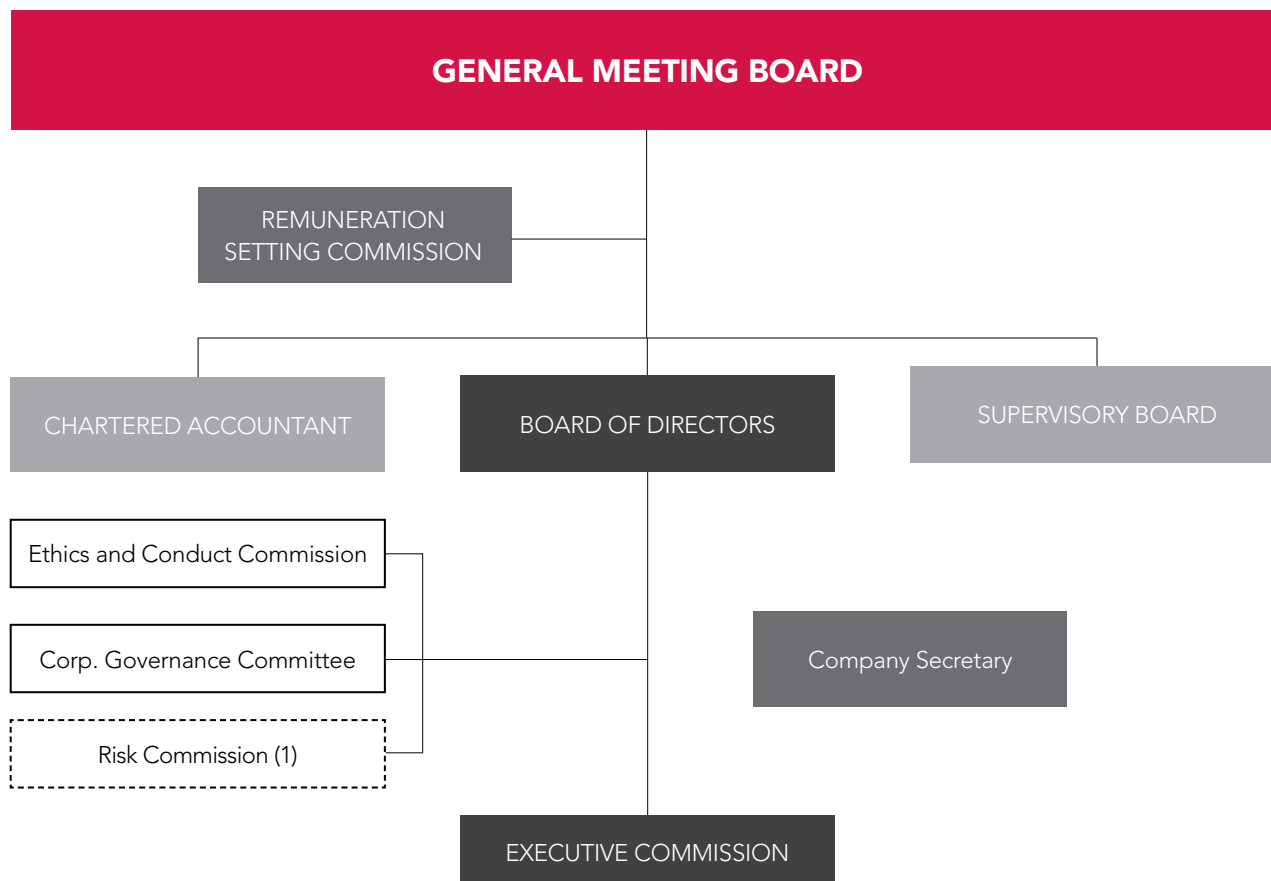 GENERAL MEETING BOARD
REMUNERATION
SETTING COMMISSION
CHARTERED ACCOUNTANT
BOARD OF DIRECTORS
SUPERVISORY BOARD
Ethics and Conduct Commission
Corp. Governance Committee
Company Secretary
Risk Commission (1)
EXECUTIVE COMMISSION